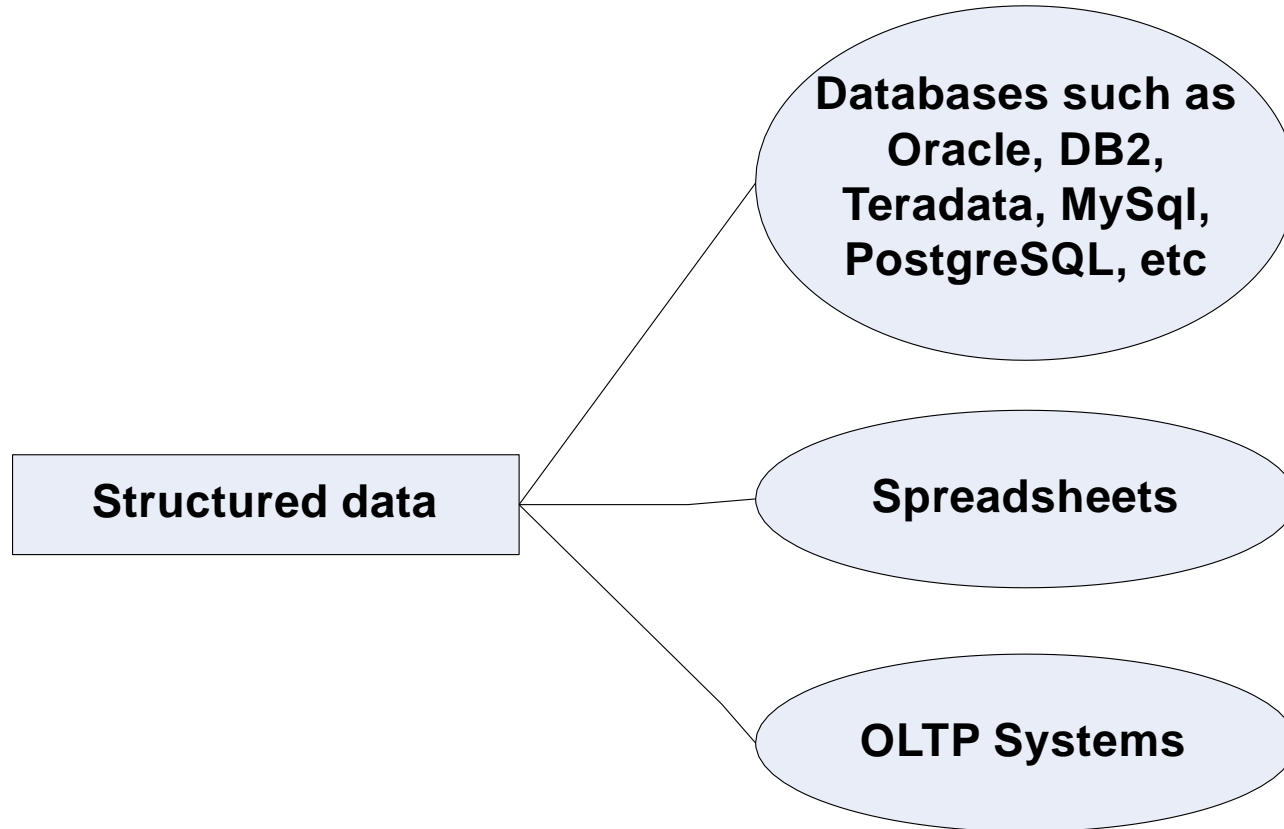 Databases such as
Oracle, DB2,
Teradata, MySql,
PostgreSQL, etc
Structured data
Spreadsheets
OLTP Systems